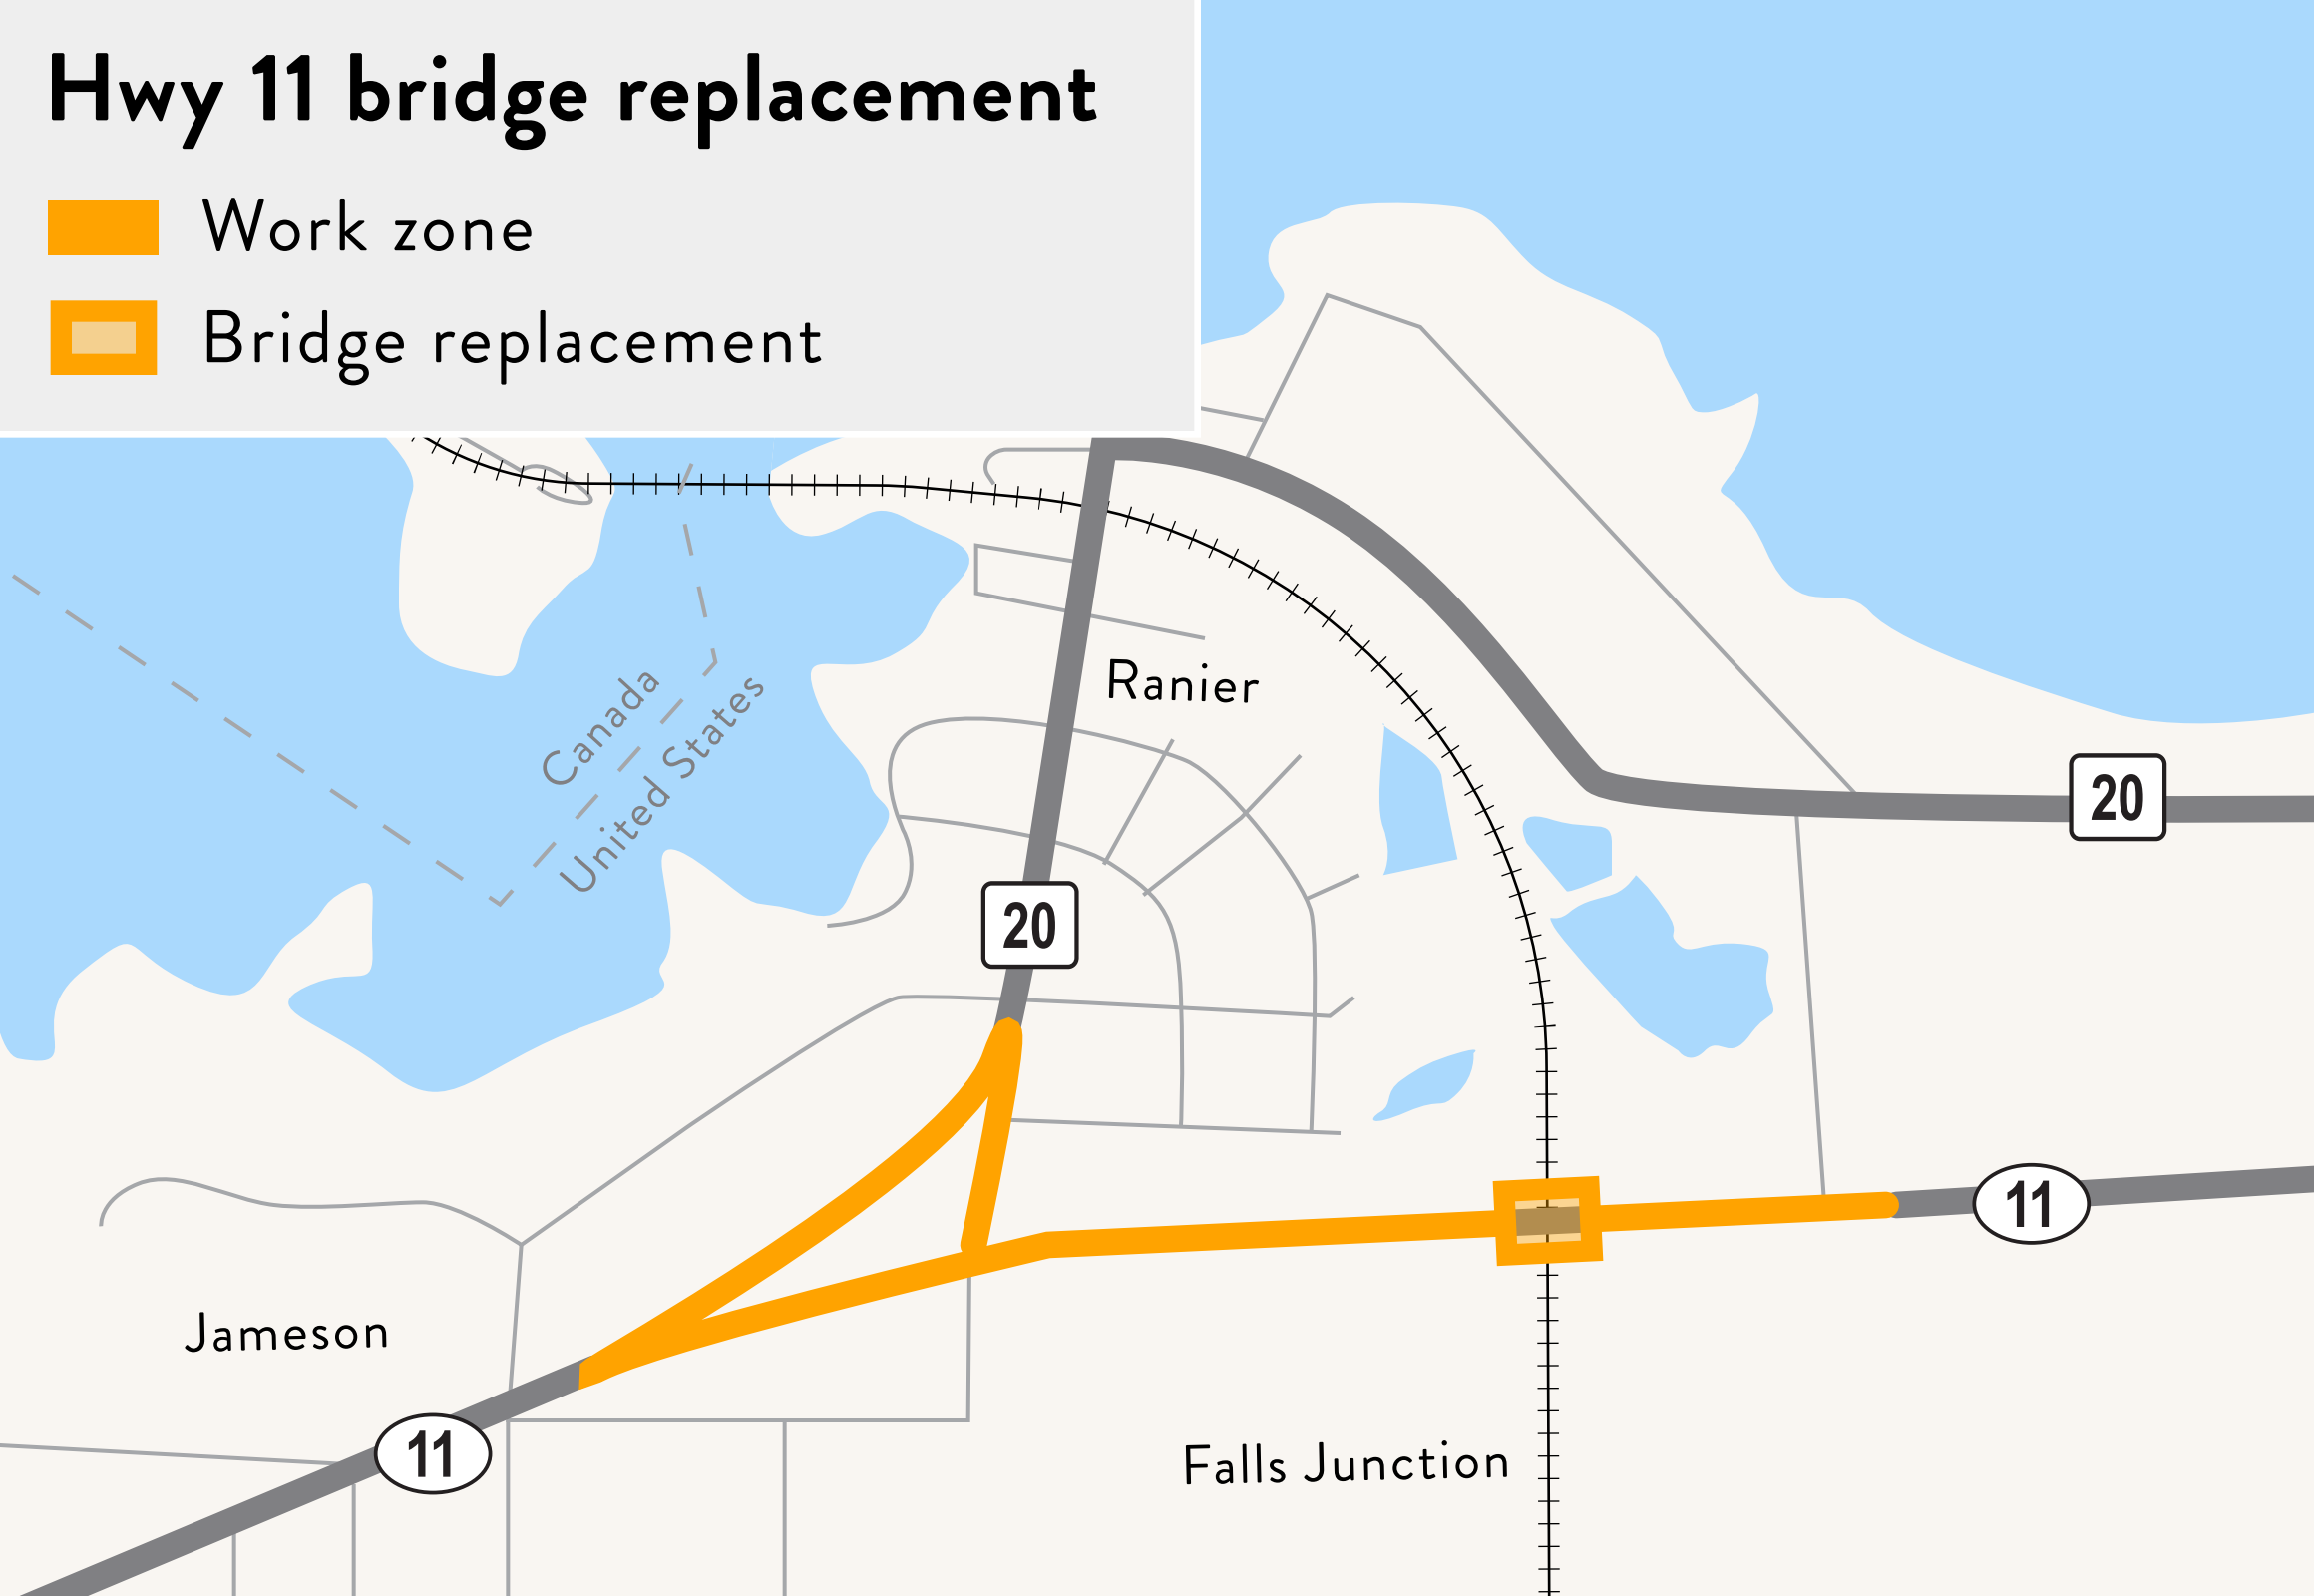 Hwy 11 bridge replacement
Work zone
Bridge replacement
Canada
United States
Ranier
20
20
11
Jameson
11
Falls Junction